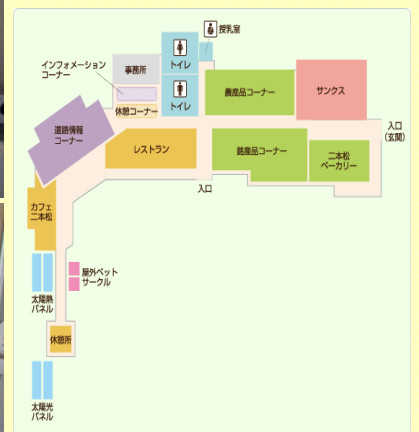 授乳室
インフォメーション
コーナー
事務所
トイレ
トイレ
休憩コーナー
農産品コーナー
サンクス
道路情報
コーナー
レストラン
銘産品コーナー
二本松
ベーカリー
入口
(玄関)
入口
カフェ
二本松
屋外ペット
サークル
太陽熱
パネル
休憩所
太陽光
パネル